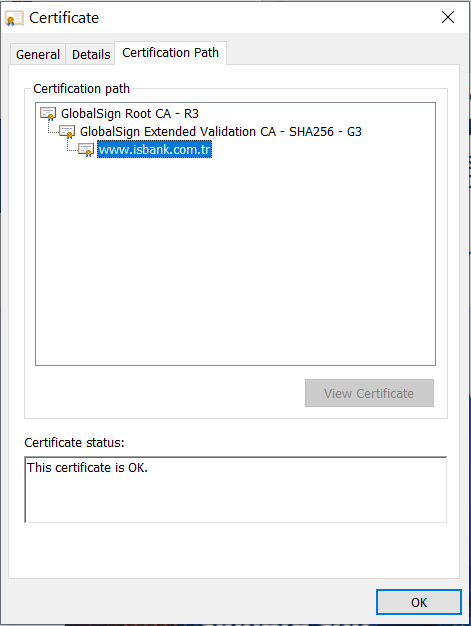 Certificate
General
Details
Certification Path
Certification path
GlobalSign Root CA - R3
GlobalSign Extended Validation CA - SHA256 - G3
www.isbank.com.tr
View Certificate
Certificate status:
This certificate is OK.
OK